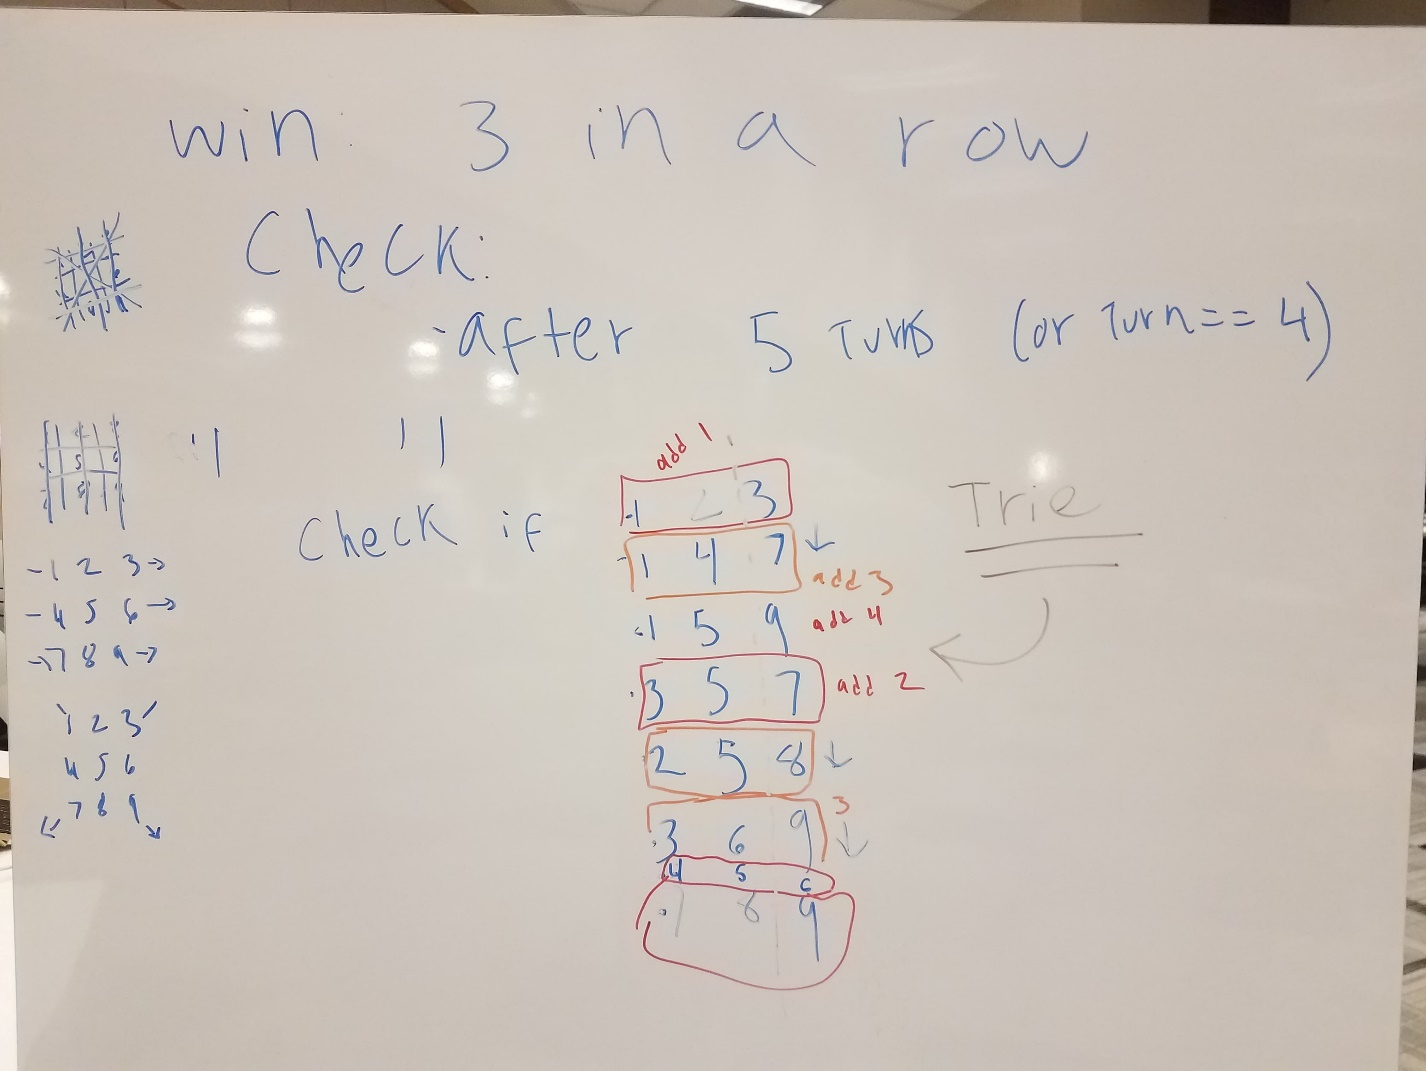 win: 3 in a row
Check:
-after 5 Turns (or Turn== 4)
Check if
add 1
1 2 3
1 4 7
add 3
1 5 9 add 4
3 5 7 add 2
2 5 8
3 6 9 3
4 5 6
8 9
Trie
-1 2 3->
-4 5 6->
->7 8 9->
1 2 3
4 5 6
7 8 9